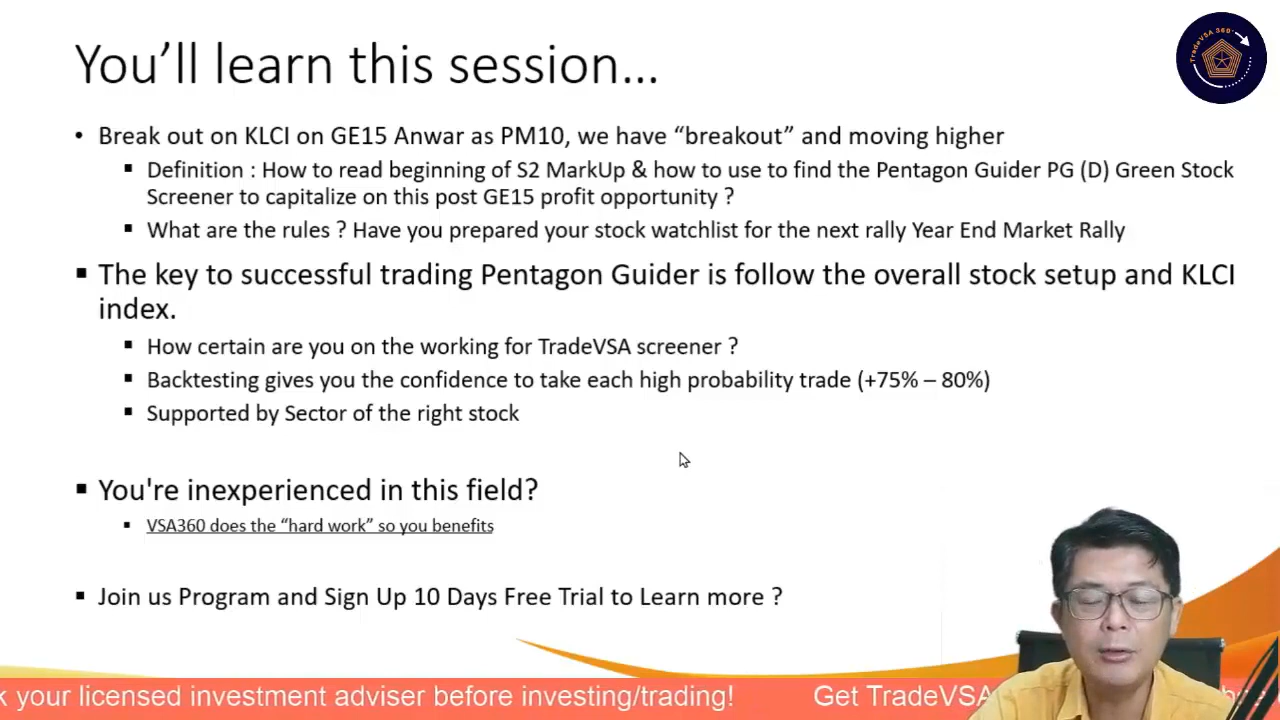 You'll learn this session...
TradeVSA 360°
• Break out on KLCI on GE15 Anwar as PM10, we have “breakout” and moving higher
▪ Definition : How to read beginning of S2 MarkUp & how to use to find the Pentagon Guider PG (D) Green Stock
Screener to capitalize on this post GE15 profit opportunity ?
▪ What are the rules ? Have you prepared your stock watchlist for the next rally Year End Market Rally
▪ The key to successful trading Pentagon Guider is follow the overall stock setup and KLCI
index.
▪ How certain are you on the working for TradeVSA screener ?
▪ Backtesting gives you the confidence to take each high probability trade (+75% – 80%)
▪ Supported by Sector of the right stock
▪ You're inexperienced in this field?
▪ VSA360 does the “hard work” so you benefits
▪ Join us Program and Sign Up 10 Days Free Trial to Learn more ?
your licensed investment adviser before investing/trading! Get TradeVSA